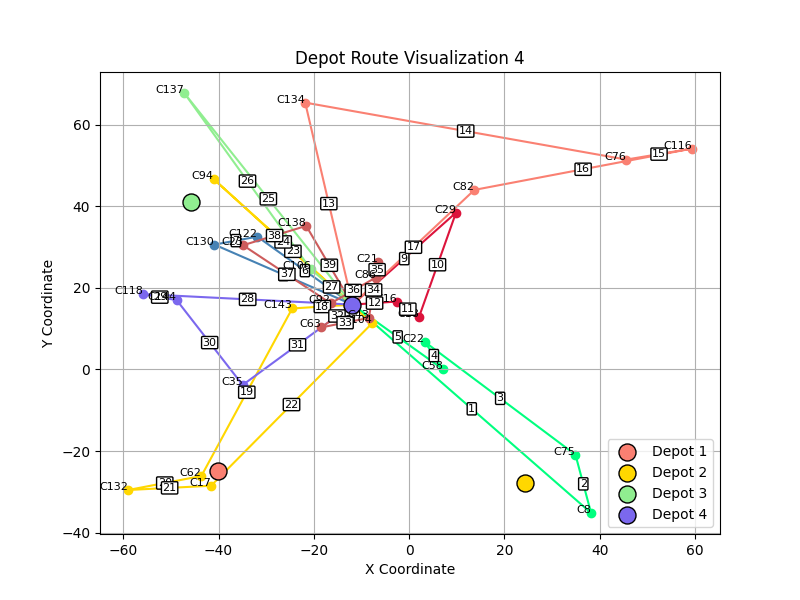 Depot Route Visualization 4
C137
C134
14
C116
15
C76
16
C94
26
C82
25
13
C29
C138
C122
38
C130
17
23
39
9
10
C21
35
6
37
C86
27
36
34
C118
28
12
C143
18
11
C63
33
5
C22
30
31
4
C58
C35
19
3
22
1
C75
C62
C132
21
C17
2
C8
60
40
20
0
−20
−40
−60
−40
−20
0
20
40
60
X Coordinate
Y Coordinate
Depot 1
Depot 2
Depot 3
Depot 4